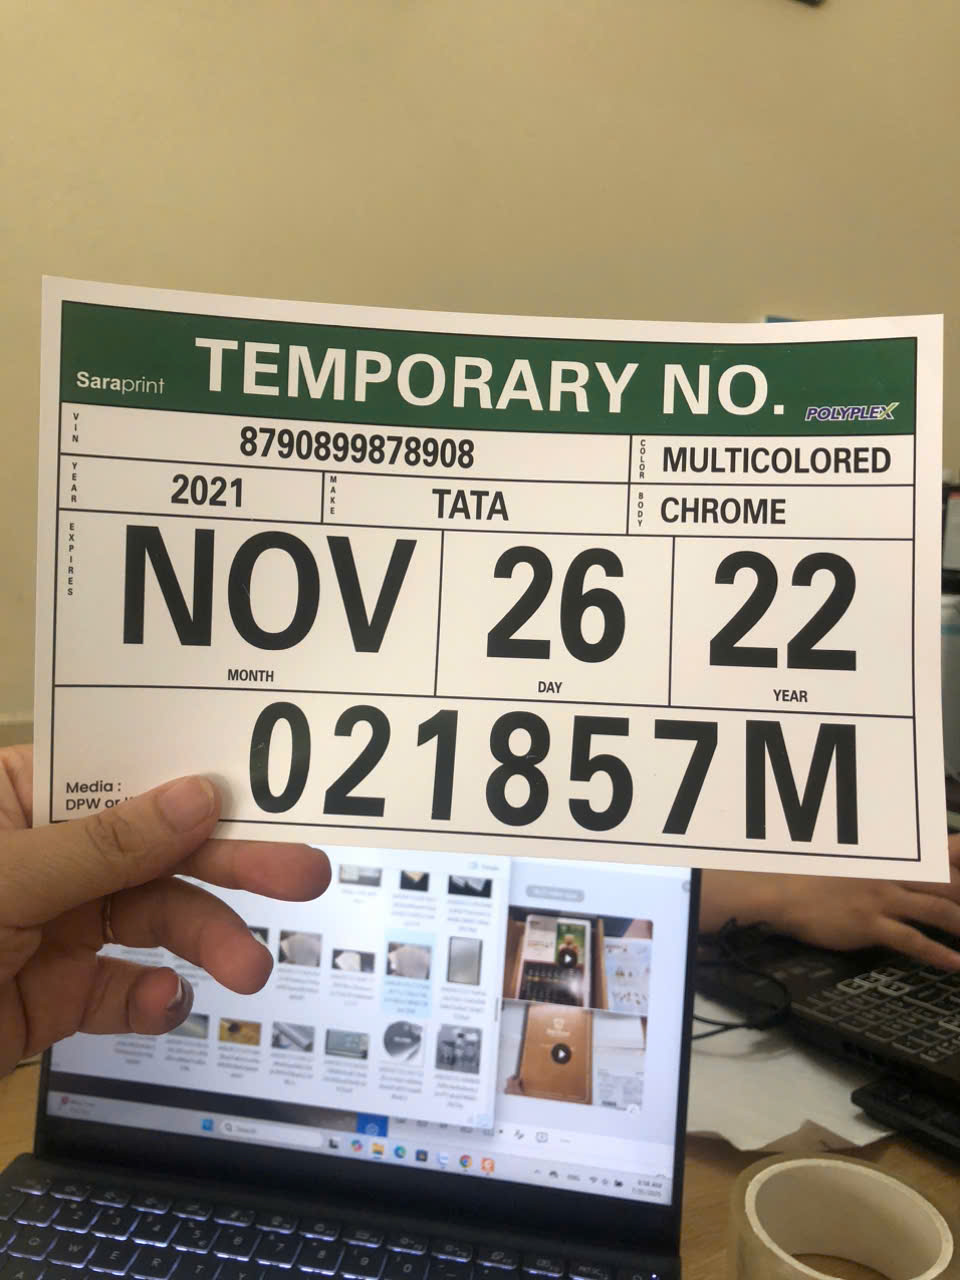 TEMPORARY NO.
Saraprint
POLYPLEX
VIN
8790899878908
COLOR
MULTICOLORED
YEAR
2021
MAKE
TATA
BODY
CHROME
EXPIRES
NOV
26
22
MONTH
DAY
YEAR
021857M
Media :
DPW or
Search